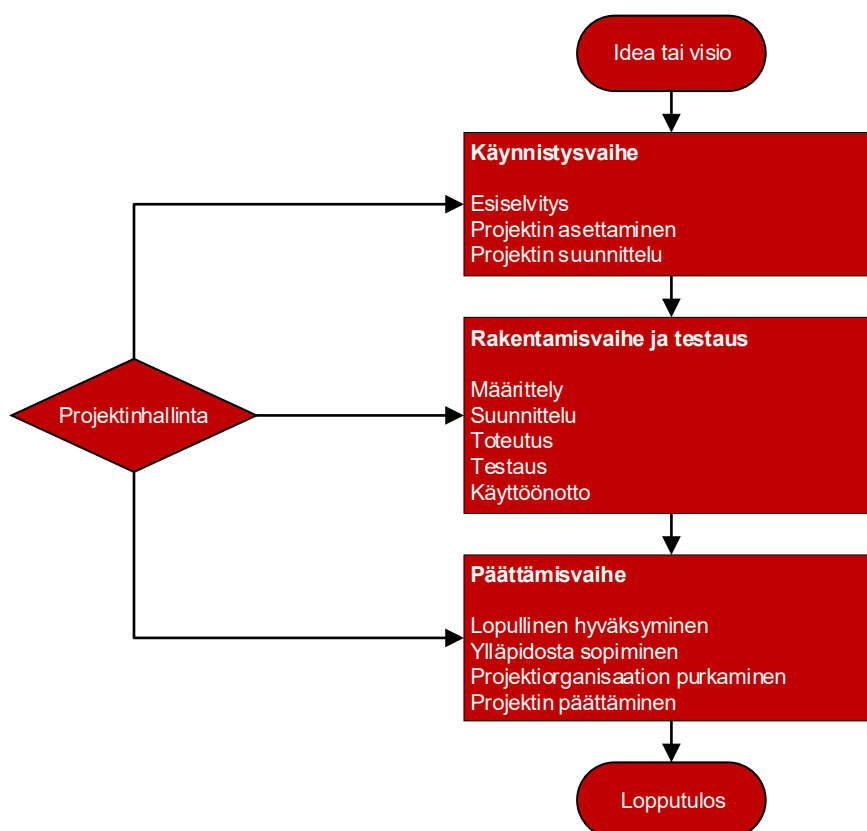 Idea tai visio
Käynnistysvaihe
Esiselvitys
Projektin asettaminen
Projektin suunnittelu
Rakentamisvaihe ja testaus
Määrittely
Suunnittelu
Toteutus
Testaus
Käyttöönotto
Projektinhallinta
Päättämisvaihe
Lopullinen hyväksyminen
Ylläpidosta sopiminen
Projektiorganisaation purkaminen
Projektin päättäminen
Lopputulos